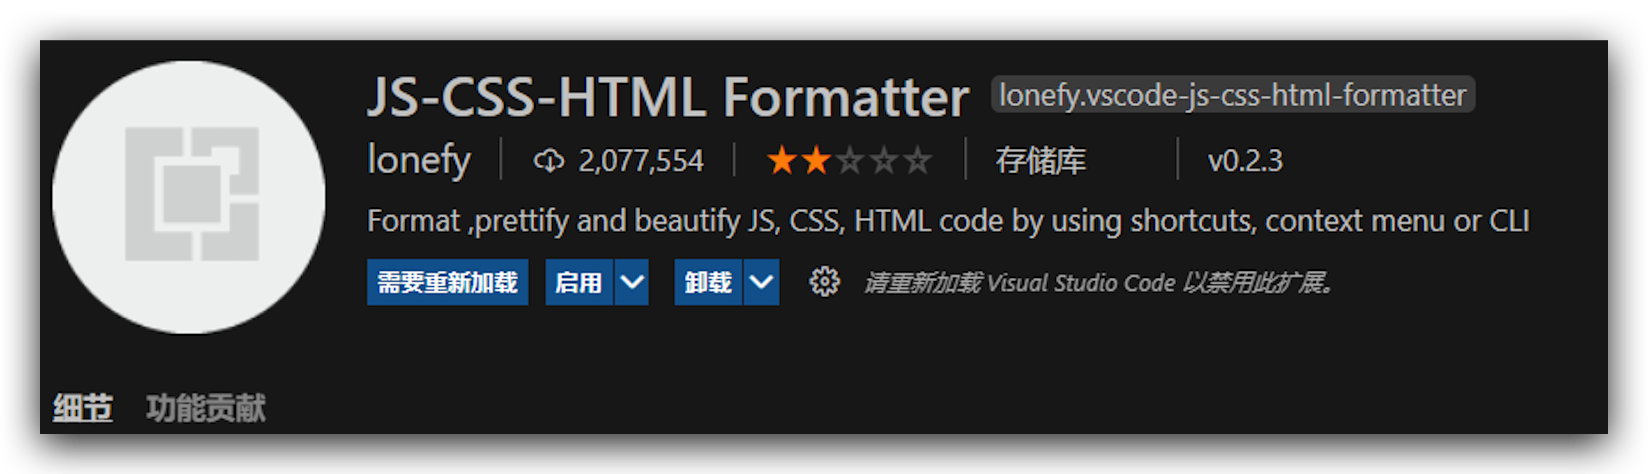 JS-CSS-HTML Formatter lonefy.vscode-js-css-html-formatter
lonefy 2,077,554 存储库 v0.2.3
Format ,prettify and beautify JS, CSS, HTML code by using shortcuts, context menu or CLI
需要重新加载 启用 卸载 请重新加载 Visual Studio Code 以禁用此扩展。
细节 功能贡献